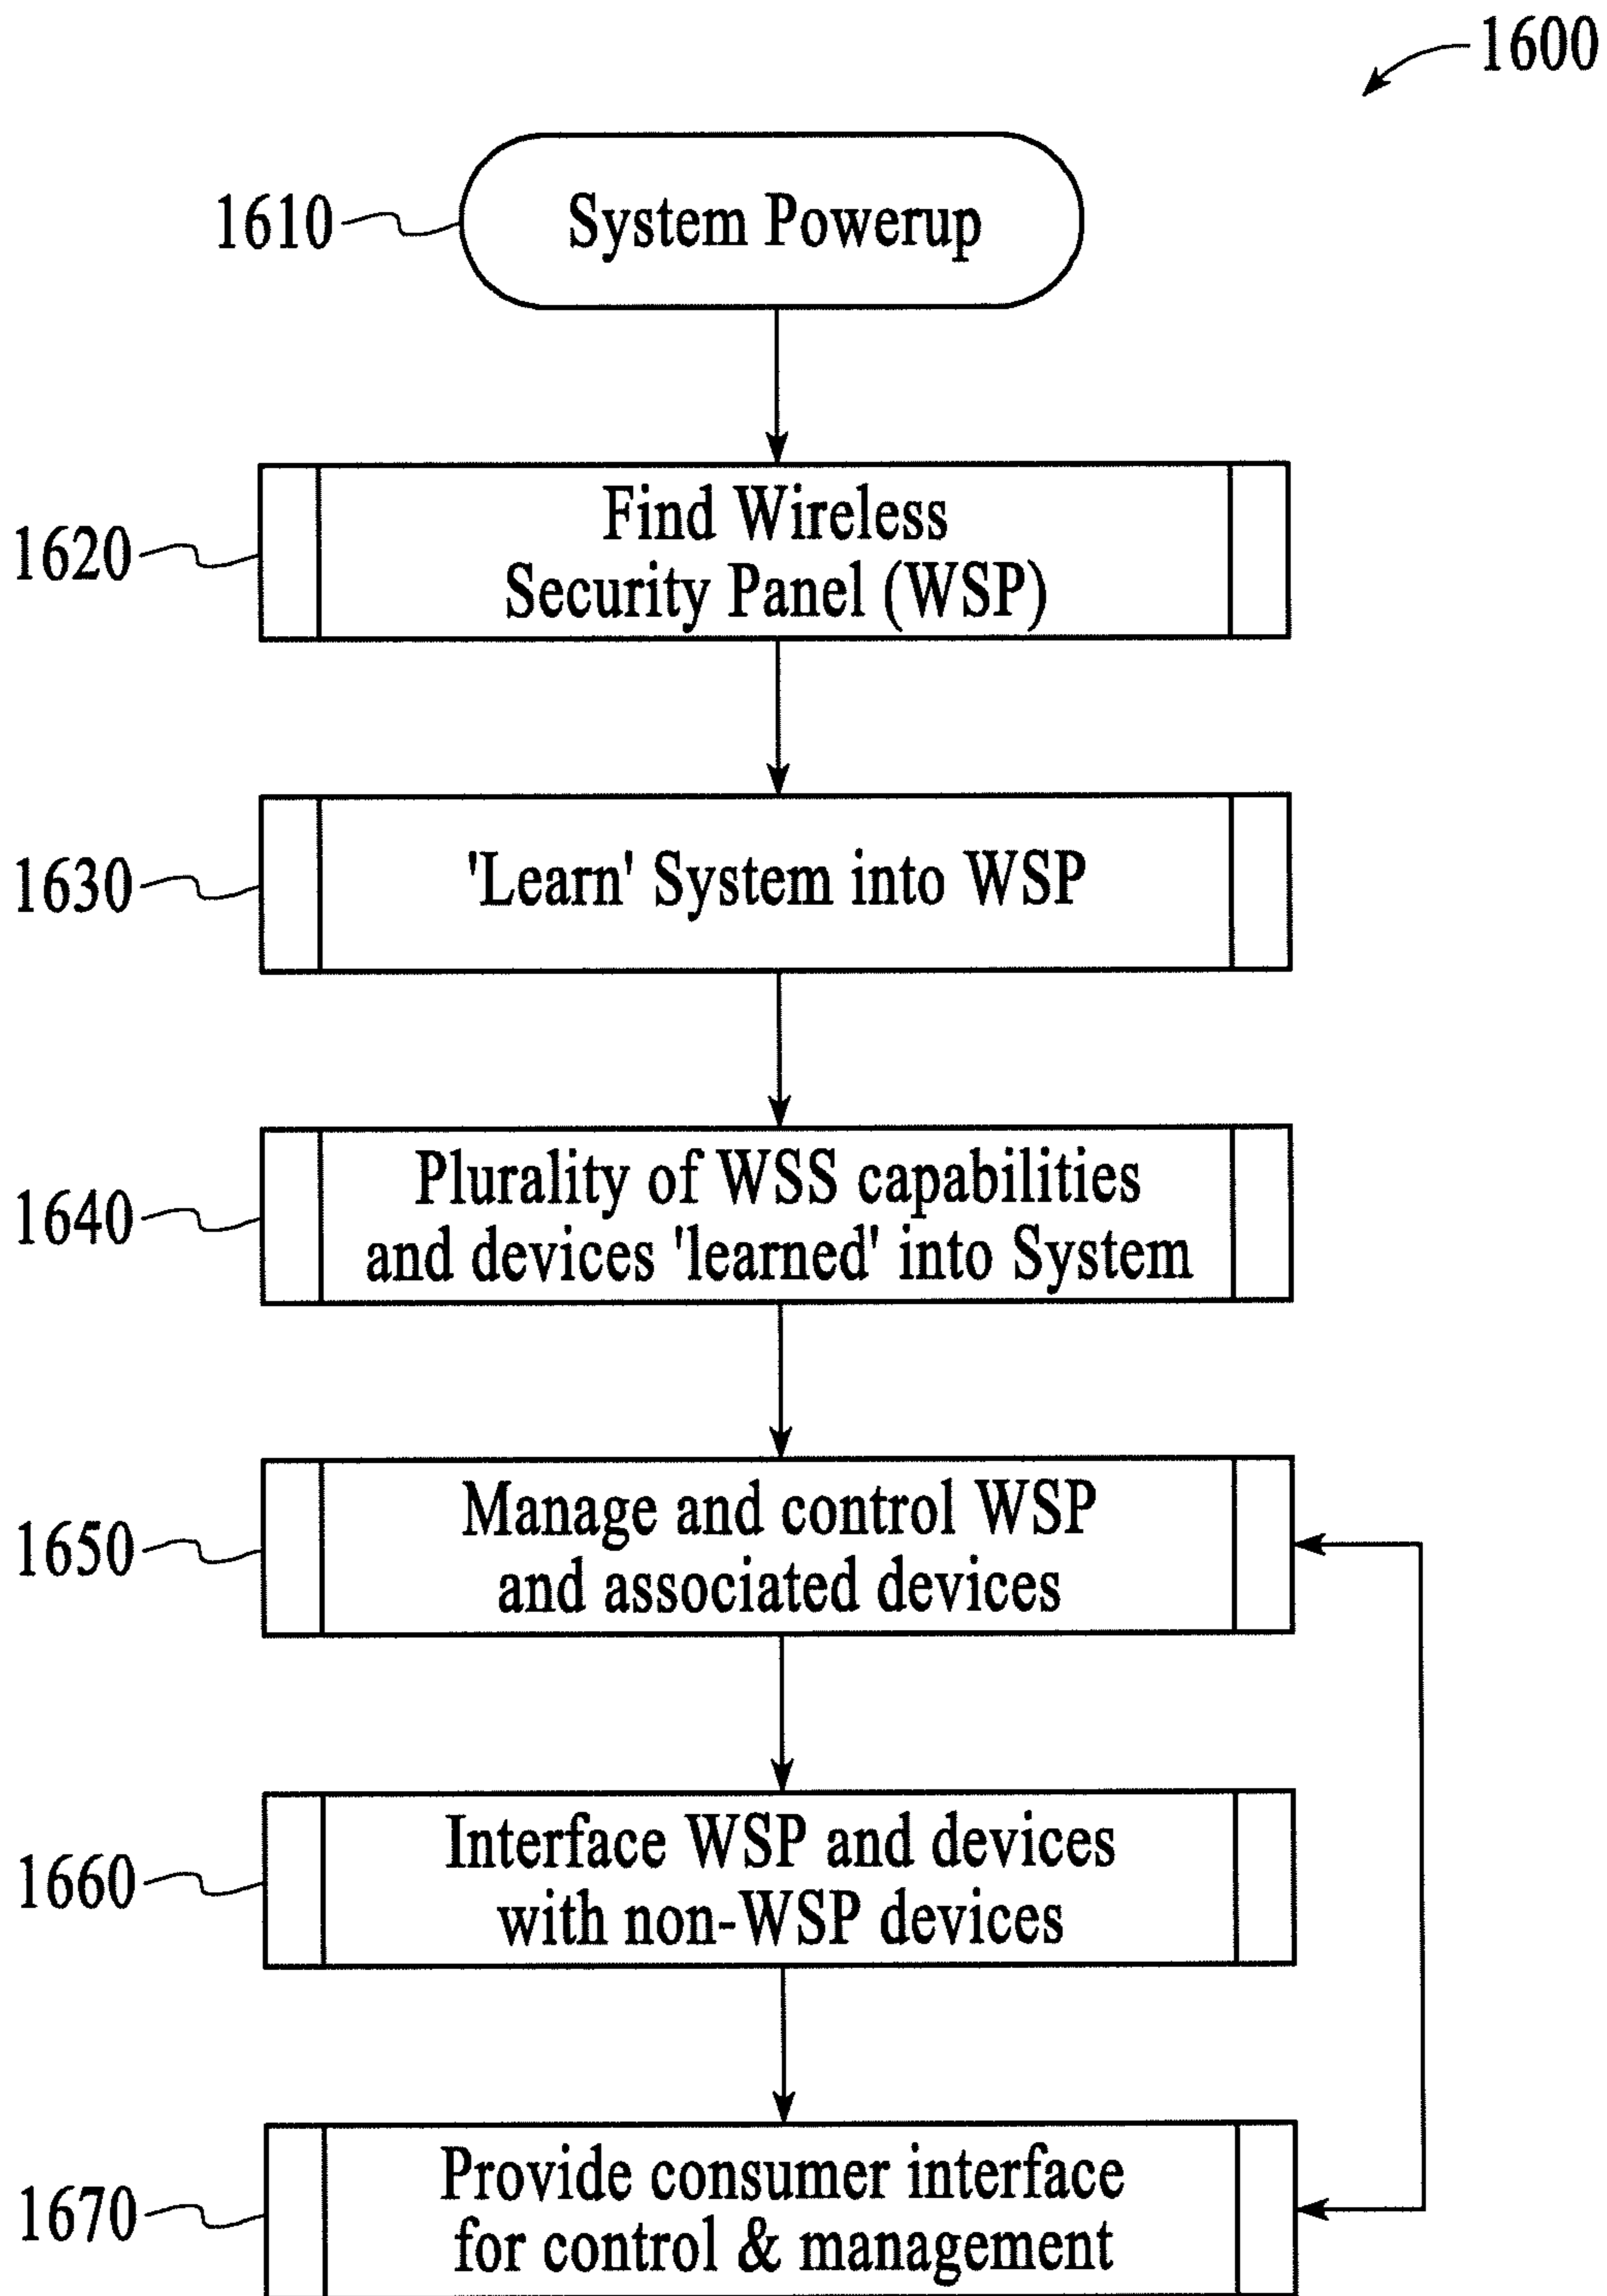 1600
1610
System Powerup
1620
Find Wireless
Security Panel (WSP)
1630
'Learn' System into WSP
1640
Plurality of WSS capabilities
and devices 'learned' into System
1650
Manage and control WSP
and associated devices
1660
Interface WSP and devices
with non-WSP devices
1670
Provide consumer interface
for control & management